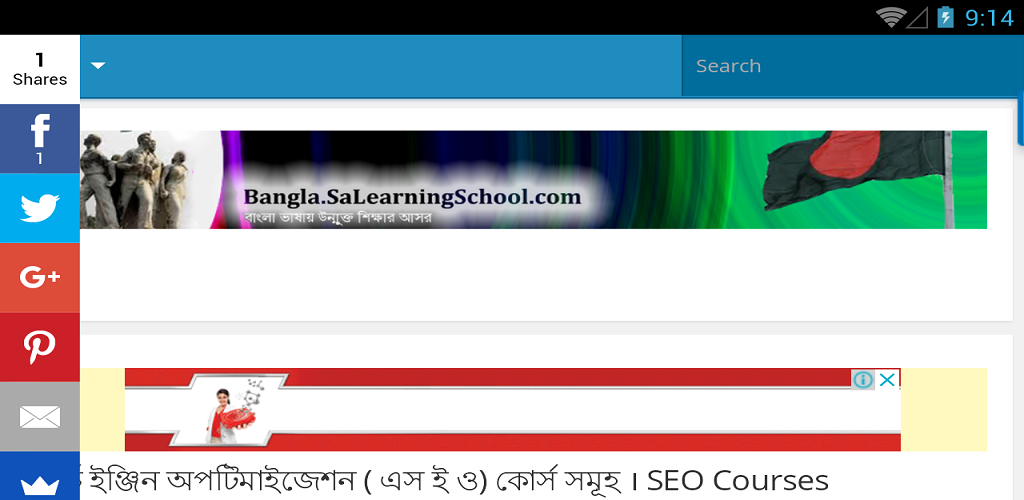 9:14
1
Shares
Search
1
Bangla.SaLearningSchool.com
বাংলা ভাষায় উন্মুক্ত শিক্ষার আসর
ইঞ্জিন অপটিমাইজেশন ( এস ই ও) কোর্স সমূহ । SEO Courses